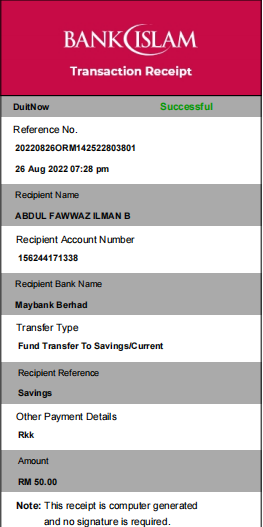 BANK ISLAM
Transaction Receipt
DuitNow Successful
Reference No.
20220826ORM142522803801
26 Aug 2022 07:28 pm
Recipient Name
ABDUL FAWWAZ ILMAN B
Recipient Account Number
156244171338
Recipient Bank Name
Maybank Berhad
Transfer Type
Fund Transfer To Savings/Current
Recipient Reference
Savings
Other Payment Details
Rkk
Amount
RM 50.00
Note: This receipt is computer generated
and no signature is required.